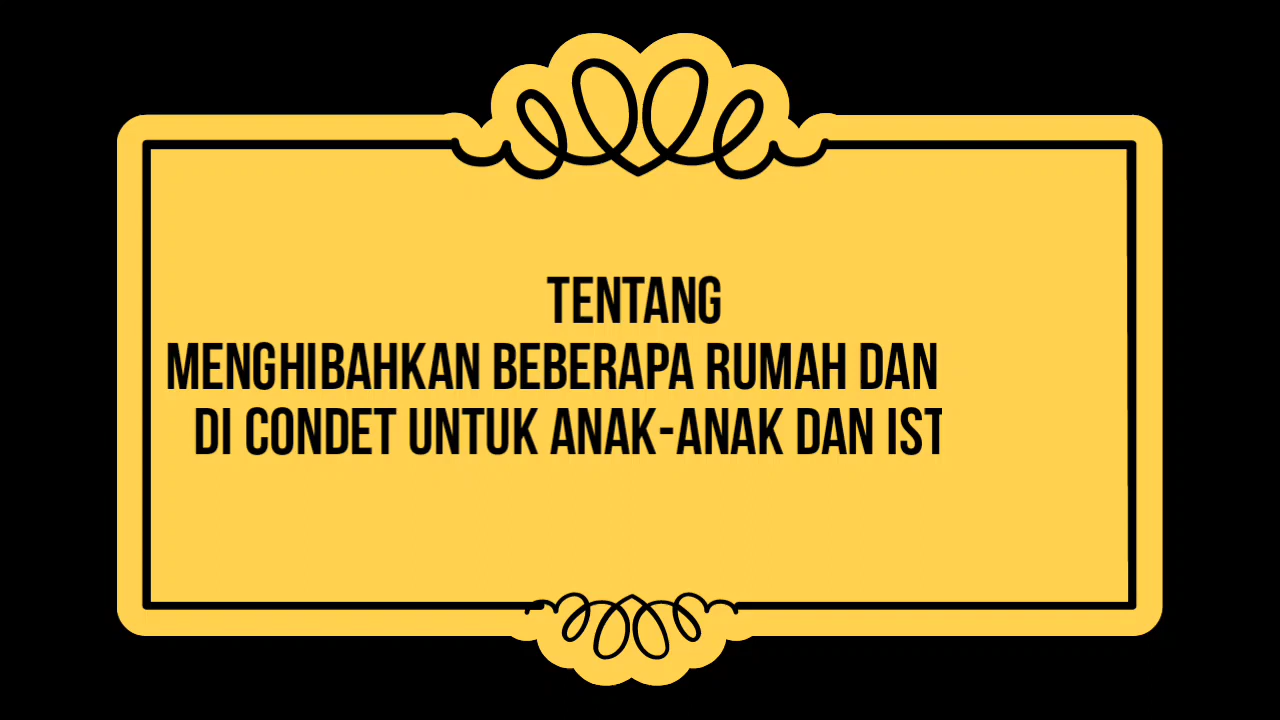 TENTANG
MENGHIBAHKAN BEBERAPA RUMAH DAN
DI CONDET UNTUK ANAK-ANAK DAN IST